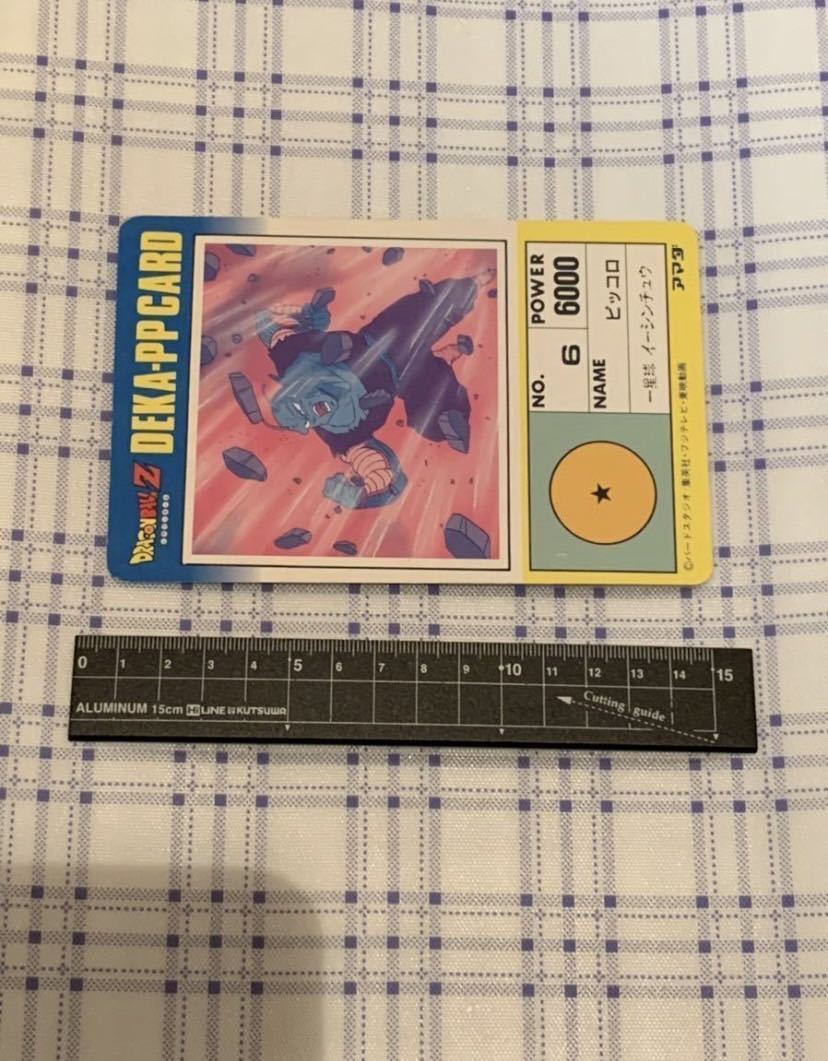 DRAGONBALL Z DEKA-PP CARD
NO. 6
POWER 6000
NAME
ピッコロ
一星球 イーシンチュウ
©バードスタジオ・集英社・フジテレビ・東映動画
アマダ
0 1 2 3 4 5 6 7 8 9 10 11 12 13 14 15
ALUMINUM 15cm Hi LINE KUTSUWA
Cutting guide